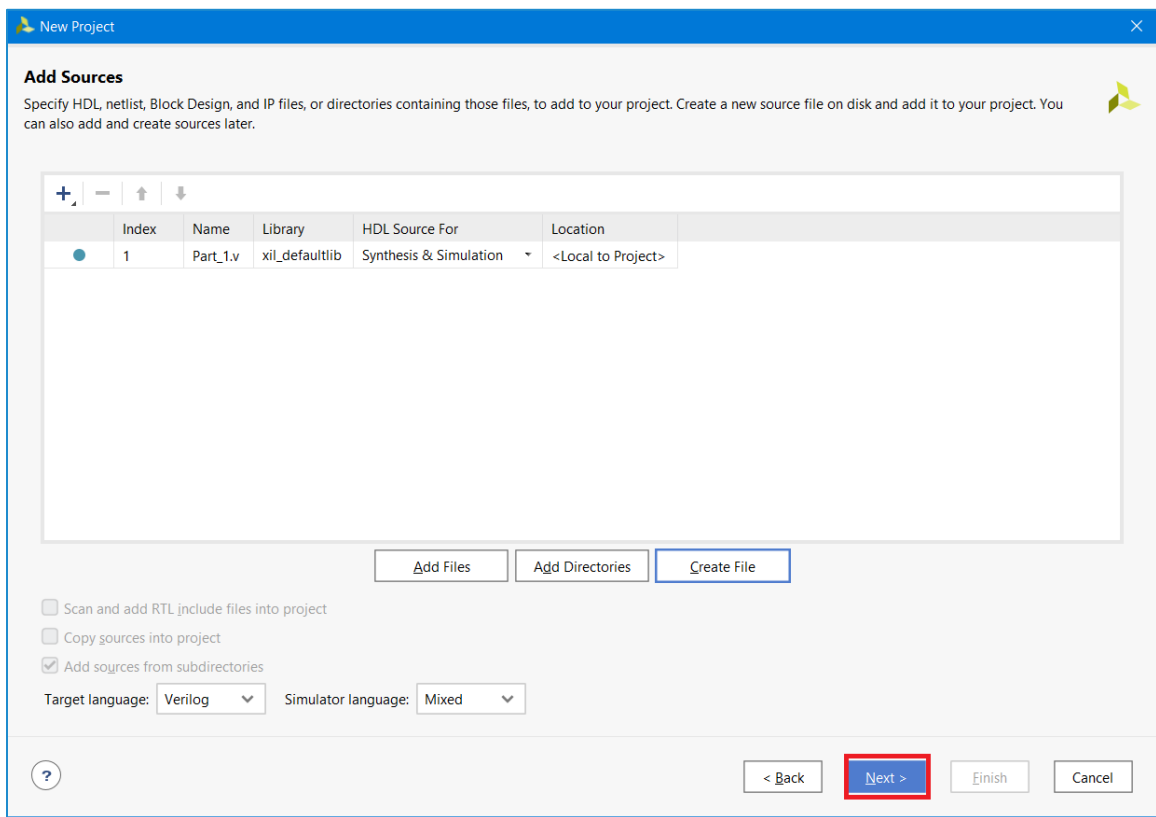 New Project
Add Sources
Specify HDL, netlist, Block Design, and IP files, or directories containing those files, to add to your project. Create a new source file on disk and add it to your project. You
can also add and create sources later.
Index Name Library HDL Source For Location
1 Part_1.v xil_defaultlib Synthesis & Simulation <Local to Project>
Add Files Add Directories Create File
Scan and add RTL include files into project
Copy sources into project
Add sources from subdirectories
Target language: Verilog Simulator language: Mixed
? < Back Next > Finish Cancel